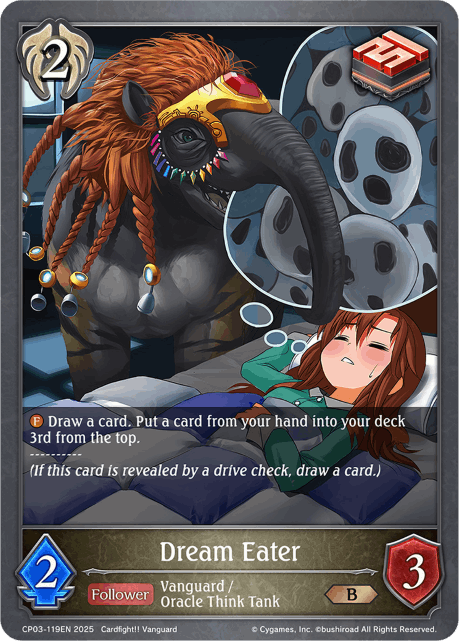 2
F Draw a card. Put a card from your hand into your deck
3rd from the top.
----------
(If this card is revealed by a drive check, draw a card.)
Dream Eater
2
Follower
Vanguard /
Oracle Think Tank
B
3
CP03-119EN 2025 Cardfight!! Vanguard © Cygames, Inc. ©bushiroad All Rights Reserved.